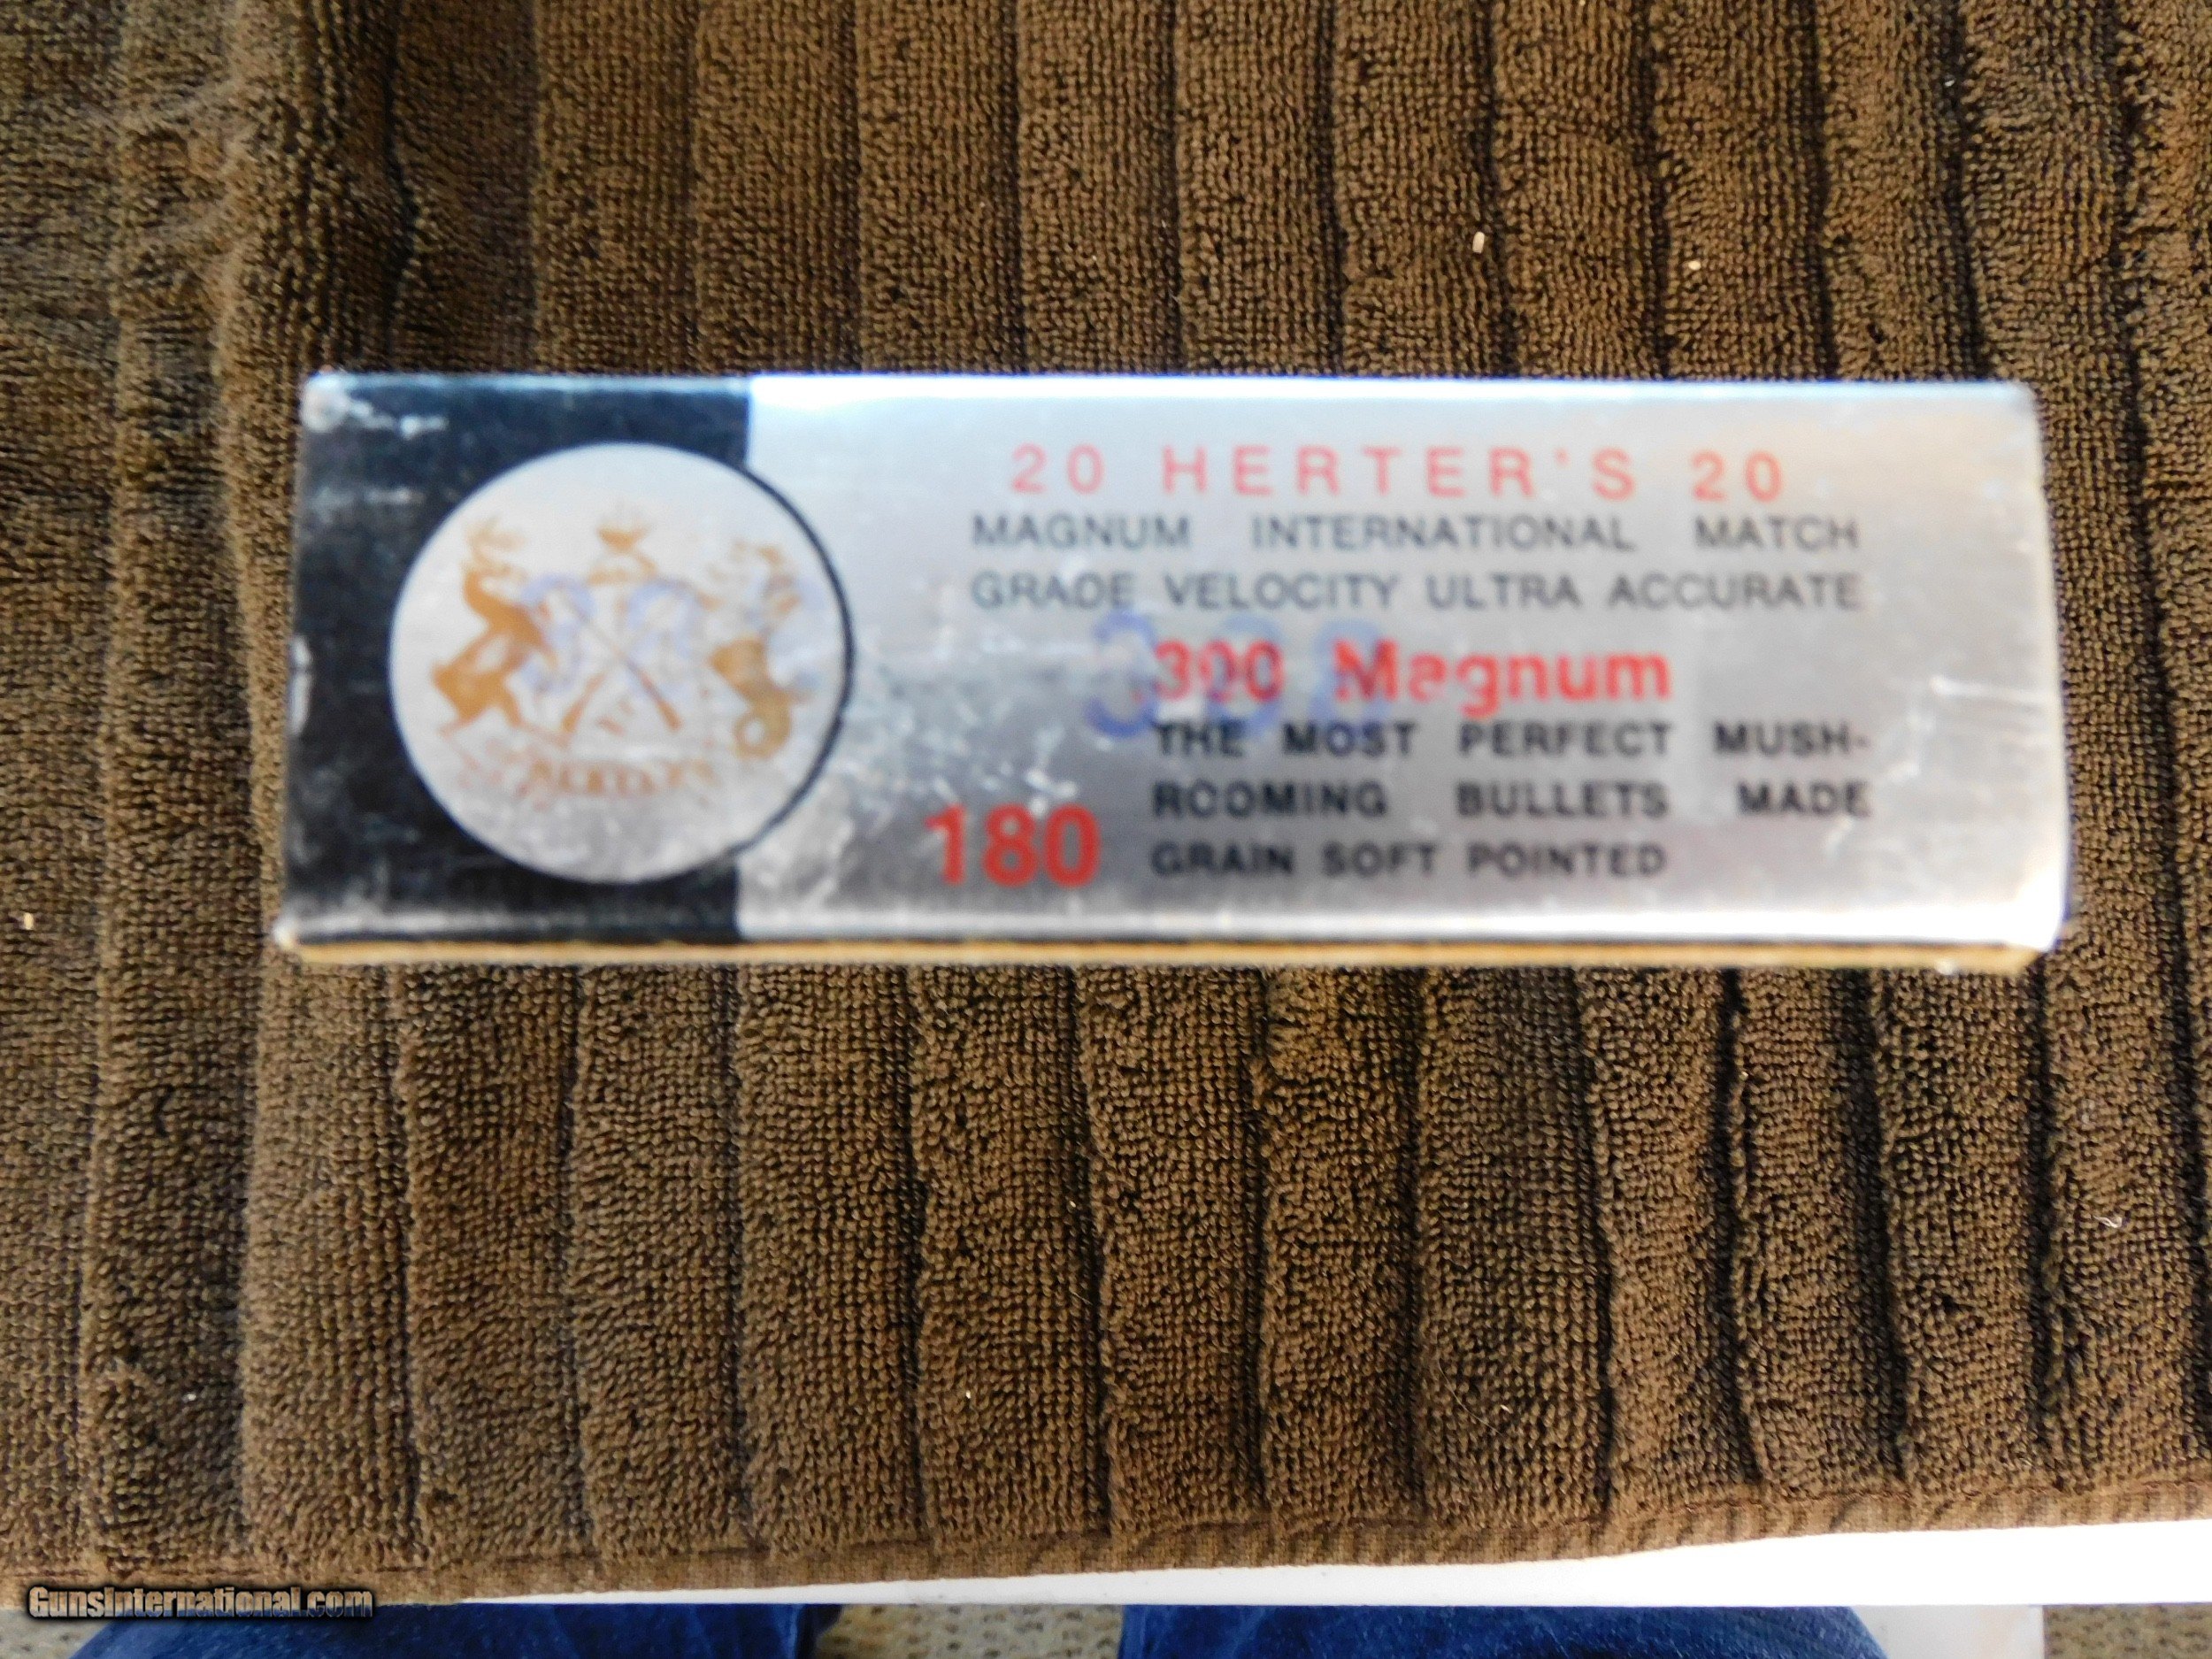 20 HERTER'S 20
MAGNUM INTERNATIONAL MATCH
GRADE VELOCITY ULTRA ACCURATE
338
.300 Magnum
THE MOST PERFECT MUSH-
ROOMING BULLETS MADE
180 GRAIN SOFT POINTED
GunsInternational.com